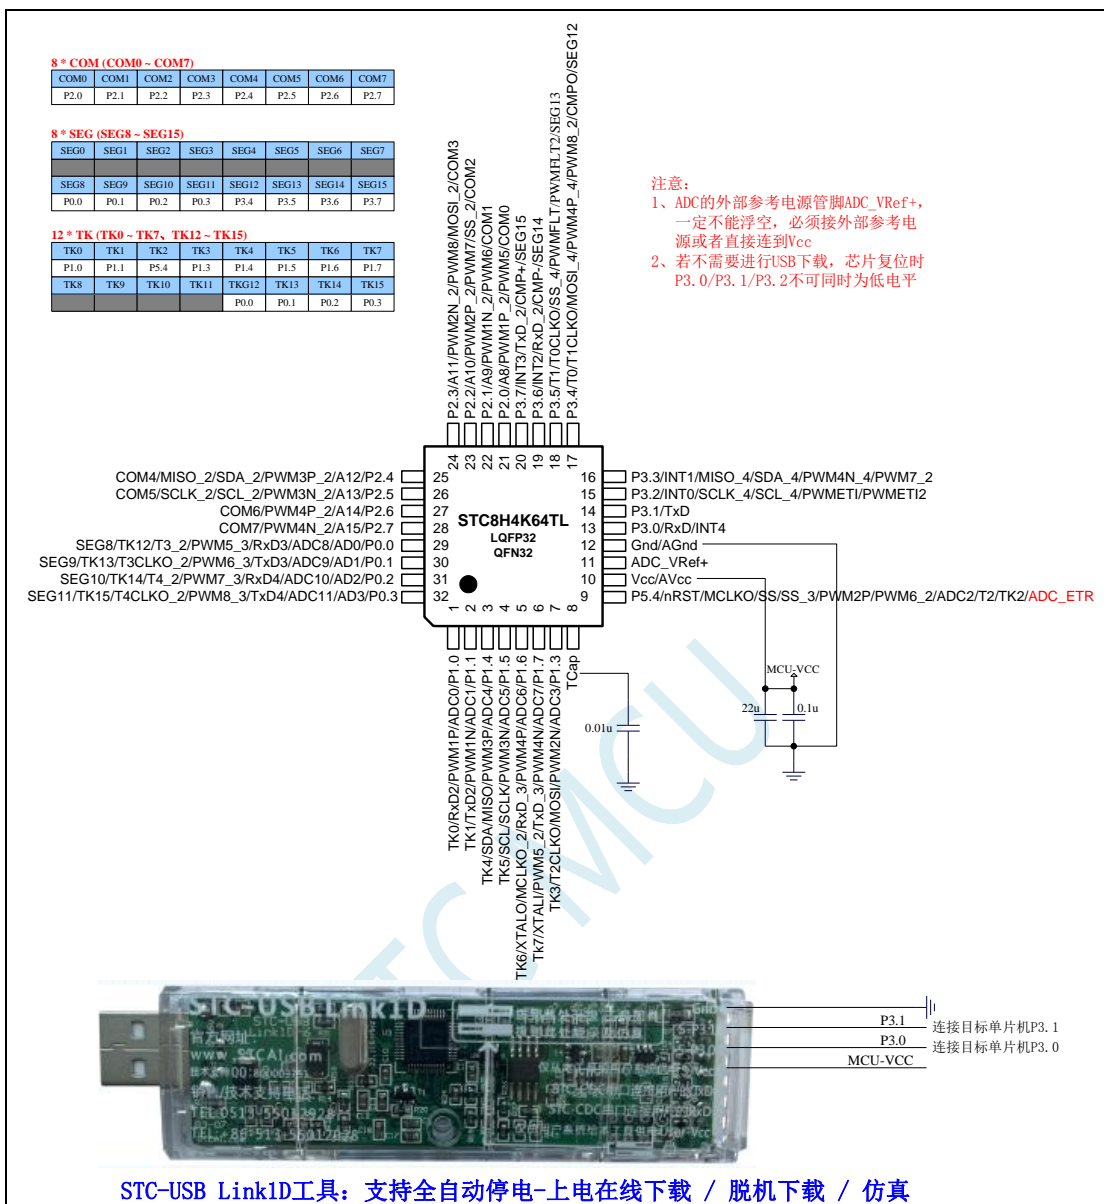 8 * COM (COM0 ~ COM7)
COM0 COM1 COM2 COM3 COM4 COM5 COM6 COM7
P2.0 P2.1 P2.2 P2.3 P2.4 P2.5 P2.6 P2.7
8 * SEG (SEG8 ~ SEG15)
SEG0 SEG1 SEG2 SEG3 SEG4 SEG5 SEG6 SEG7
SEG8 SEG9 SEG10 SEG11 SEG12 SEG13 SEG14 SEG15
P0.0 P0.1 P0.2 P0.3 P3.4 P3.5 P3.6 P3.7
12 * TK (TK0 ~ TK7、TK12 ~ TK15)
TK0 TK1 TK2 TK3 TK4 TK5 TK6 TK7
P1.0 P1.1 P5.4 P1.3 P1.4 P1.5 P1.6 P1.7
TK8 TK9 TK10 TK11 TKG12 TK13 TK14 TK15
P0.0 P0.1 P0.2 P0.3
注意：
1、ADC的外部参考电源管脚ADC_VRef+，
一定不能浮空，必须接外部参考电
源或者直接连到Vcc
2、若不需要进行USB下载，芯片复位时
P3.0/P3.1/P3.2不可同时为低电平
P2.3/A11/PWM2N_2/PWM8/MOSI_2/COM3
P2.2/A10/PWM2P_2/PWM7/SS_2/COM2
P2.1/A9/PWM1N_2/PWM6/COM1
P2.0/A8/PWM1P_2/PWM5/COM0
P3.7/INT3/TxD_2/CMP+/SEG15
P3.6/INT2/RxD_2/CMP-/SEG14
P3.5/T1/T0CLKO/SS_4/PWMFLT/PWMFLT2/SEG13
P3.4/T0/T1CLKO/MOSI_4/PWM4P_4/PWM8_2/CMPO/SEG12
24 23 22 21 20 19 18 17
COM4/MISO_2/SDA_2/PWM3P_2/A12/P2.4 25
COM5/SCLK_2/SCL_2/PWM3N_2/A13/P2.5 26
COM6/PWM4P_2/A14/P2.6 27
COM7/PWM4N_2/A15/P2.7 28
SEG8/TK12/T3_2/PWM5_3/RxD3/ADC8/AD0/P0.0 29
SEG9/TK13/T3CLKO_2/PWM6_3/TxD3/ADC9/AD1/P0.1 30
SEG10/TK14/T4_2/PWM7_3/RxD4/ADC10/AD2/P0.2 31
SEG11/TK15/T4CLKO_2/PWM8_3/TxD4/ADC11/AD3/P0.3 32
STC8H4K64TL
LQFP32
QFN32
16 P3.3/INT1/MISO_4/SDA_4/PWM4N_4/PWM7_2
15 P3.2/INT0/SCLK_4/SCL_4/PWMETI/PWMETI2
14 P3.1/TxD
13 P3.0/RxD/INT4
12 Gnd/AGnd
11 ADC_VRef+
10 Vcc/AVcc
9 P5.4/nRST/MCLKO/SS/SS_3/PWM2P/PWM6_2/ADC2/T2/TK2/ADC_ETR
1 2 3 4 5 6 7 8
TK0/RxD2/PWM1P/ADC0/P1.0
TK1/TxD2/PWM1N/ADC1/P1.1
TK4/SDA/MISO/PWM3P/ADC4/P1.4
TK5/SCL/SCLK/PWM3N/ADC5/P1.5
TK6/XTALO/MCLKO_2/RxD_3/PWM4P/ADC6/P1.6
Tk7/XTALI/PWM5_2/TxD_3/PWM4N/ADC7/P1.7
TK3/T2CLKO/MOSI/PWM2N/ADC3/P1.3
TCap
0.01u
MCU-VCC
22u 0.1u
STC MCU
STC-USB Link1D
官方网址:
www.STCAI.com
TEL:0513-55012928
Gnd
P3.1 连接目标单片机P3.1
P3.0 连接目标单片机P3.0
MCU-VCC
STC-USB Link1D工具：支持全自动停电-上电在线下载 / 脱机下载 / 仿真